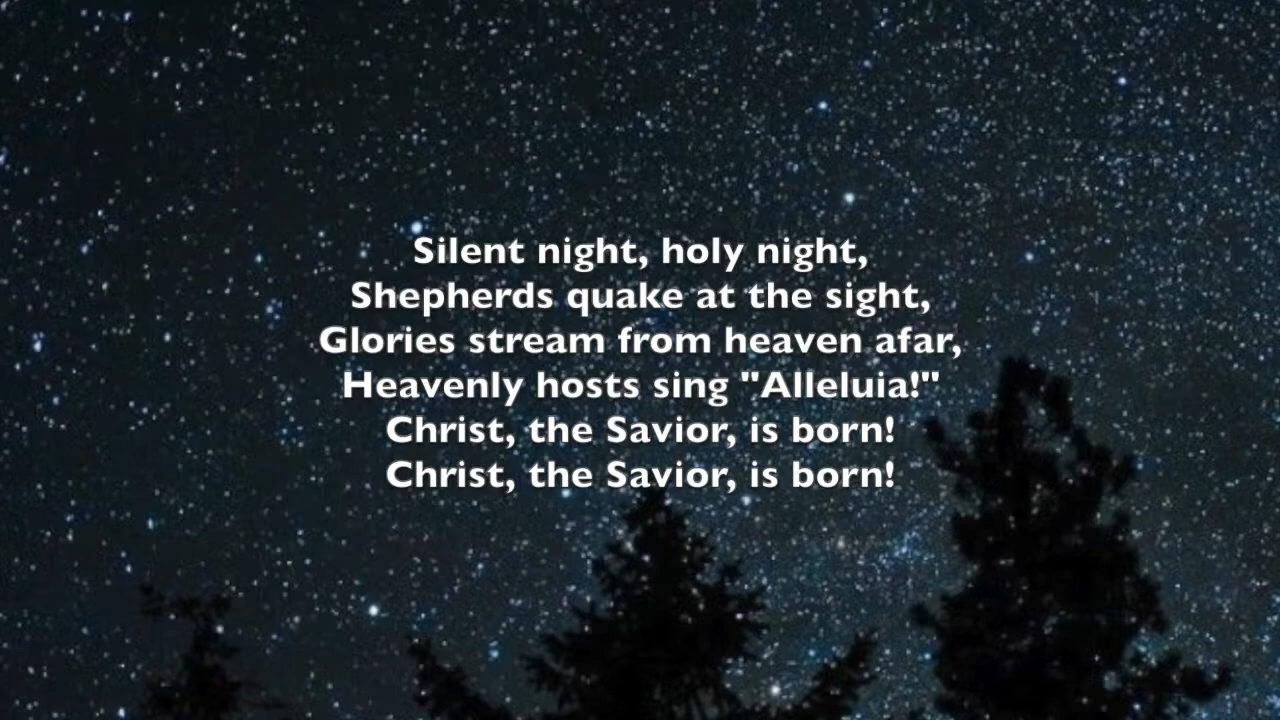 Silent night, holy night,
Shepherds quake at the sight,
Glories stream from heaven afar,
Heavenly hosts sing "Alleluia!"
Christ, the Savior, is born!
Christ, the Savior, is born!